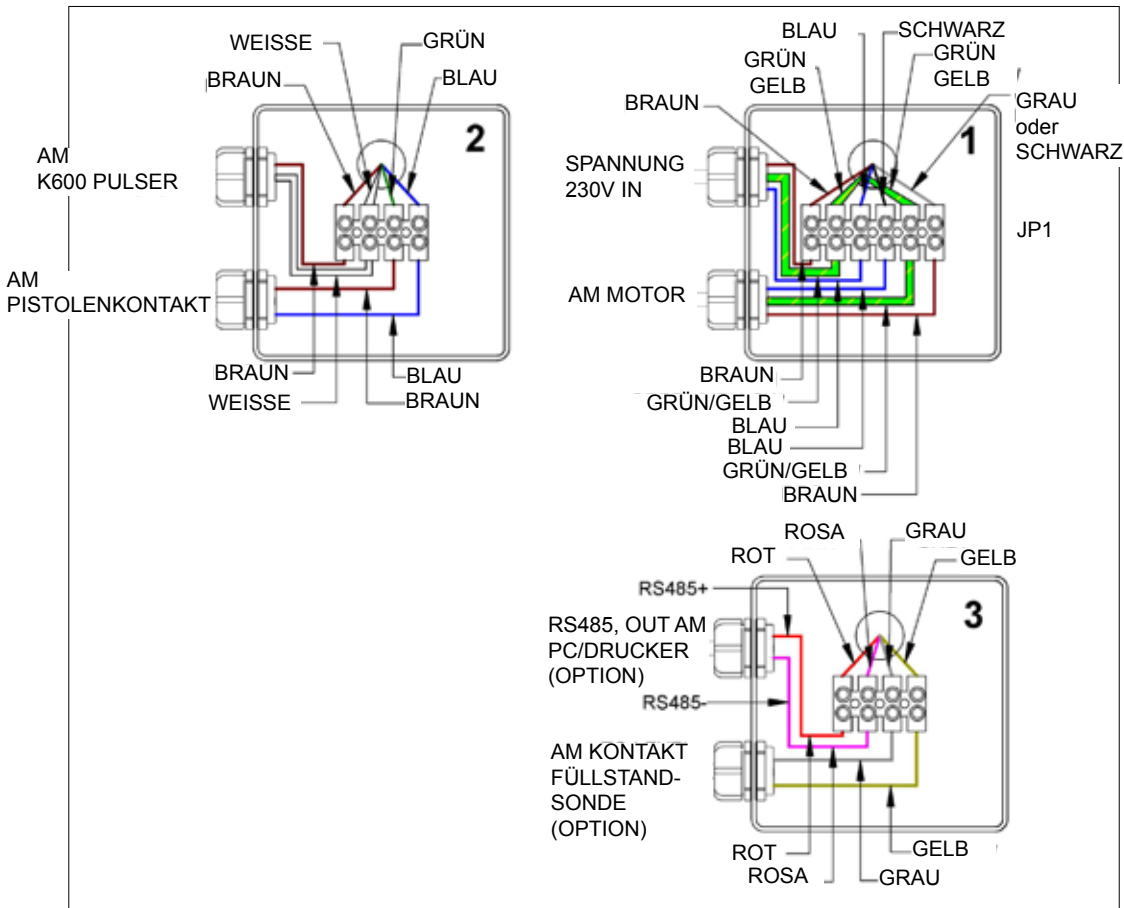 WEISSE
GRÜN
BRAUN
BLAU
2
AM
K600 PULSER
AM
PISTOLENKONTAKT
BRAUN
BLAU
WEISSE
BRAUN
BLAU
SCHWARZ
GRÜN
GELB
GRÜN
GELB
BRAUN
GRAU
oder
SCHWARZ
1
SPANNUNG
230V IN
JP1
AM MOTOR
BRAUN
GRÜN/GELB
BLAU
BLAU
GRÜN/GELB
BRAUN
ROSA
GRAU
ROT
GELB
RS485+
3
RS485, OUT AM
PC/DRUCKER
(OPTION)
RS485-
AM KONTAKT
FÜLLSTAND-
SONDE
(OPTION)
ROT
GELB
ROSA
GRAU